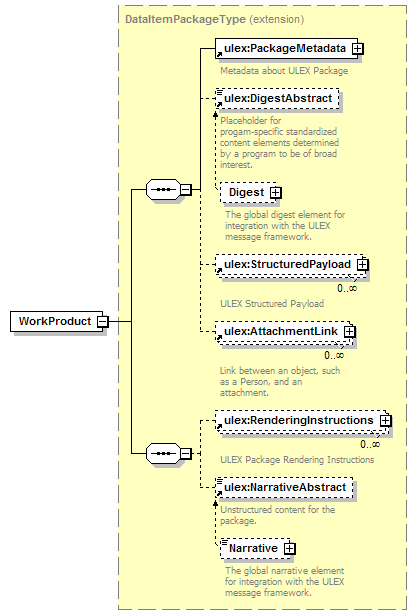 DataItemPackageType (extension)
ulex:PackageMetadata
Metadata about ULEX Package
ulex:DigestAbstract
Placeholder for
progam-specific standardized
content elements determined
by a program to be of broad
interest.
Digest
The global digest element for
integration with the ULEX
message framework.
ulex:StructuredPayload
0..∞
ULEX Structured Payload
WorkProduct
ulex:AttachmentLink
0..∞
Link between an object, such
as a Person, and an
attachment.
ulex:RenderingInstructions
0..∞
ULEX Package Rendering Instructions
ulex:NarrativeAbstract
Unstructured content for the
package.
Narrative
The global narrative element
for integration with the ULEX
message framework.